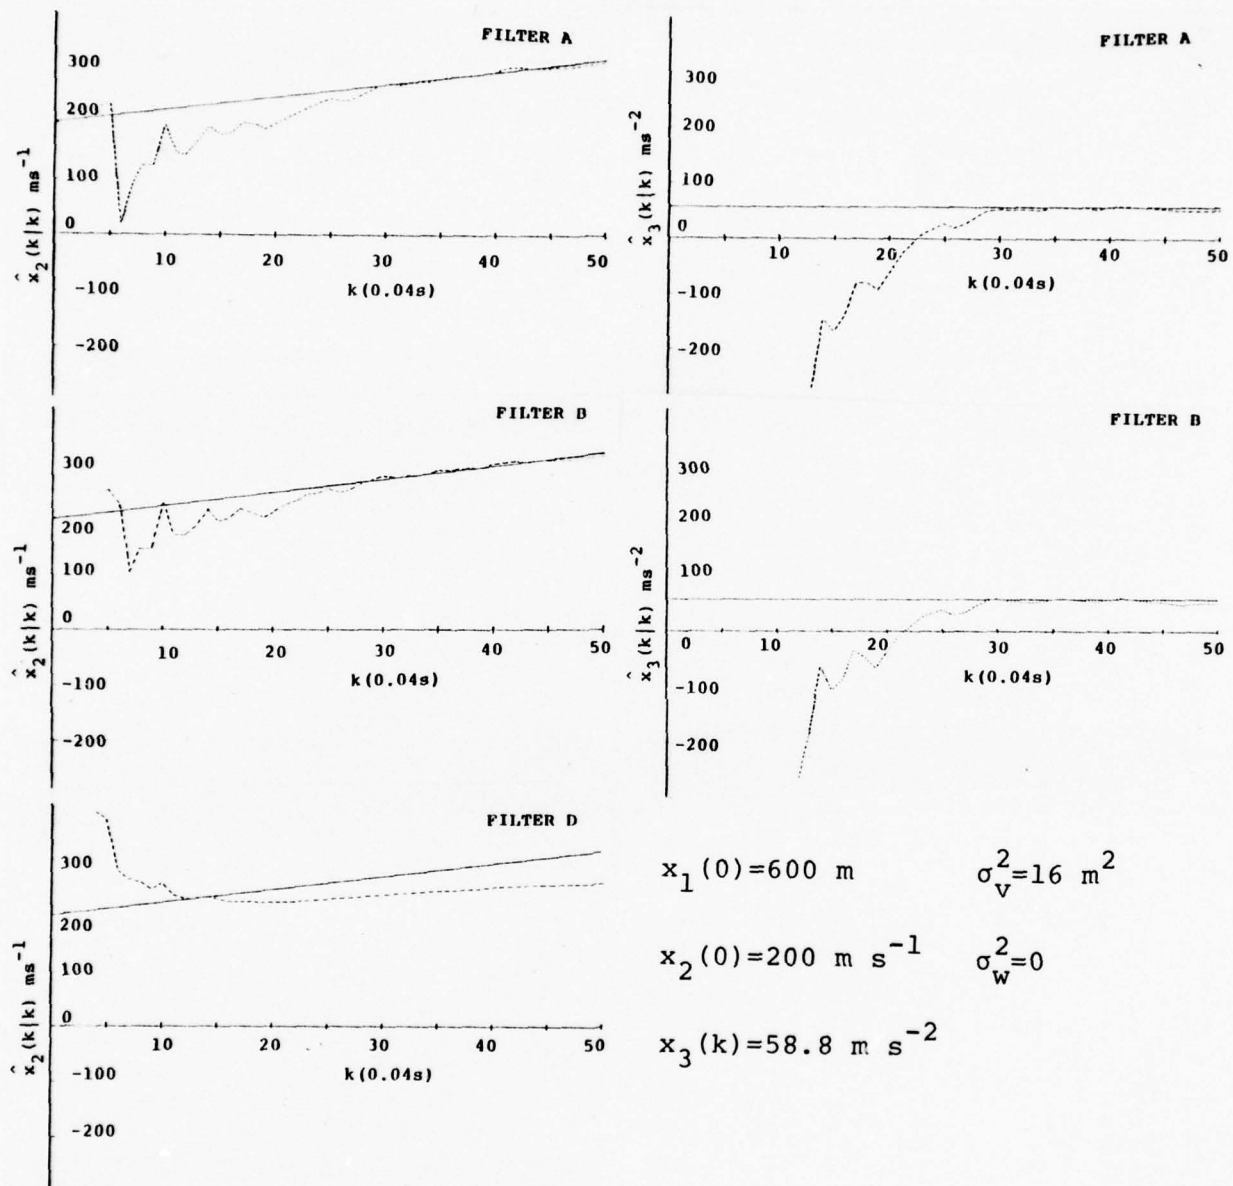 FILTER A
300
200
100
0
10 20 30 40 50
k(0.04s)
-100
-200
x̂₂(k|k) ms⁻¹
FILTER A
300
200
100
0
10 20 30 40 50
k(0.04s)
-100
-200
x̂₃(k|k) ms⁻²
FILTER B
300
200
100
0
10 20 30 40 50
k(0.04s)
-100
-200
x̂₂(k|k) ms⁻¹
FILTER B
300
200
100
0 10 20 30 40 50
k(0.04s)
-100
-200
x̂₃(k|k) ms⁻²
FILTER D
300
200
100
0
10 20 30 40 50
k(0.04s)
-100
-200
x̂₂(k|k) ms⁻¹
x₁(0)=600 m σᵥ²=16 m²
x₂(0)=200 m s⁻¹ σ_w²=0
x₃(k)=58.8 m s⁻²